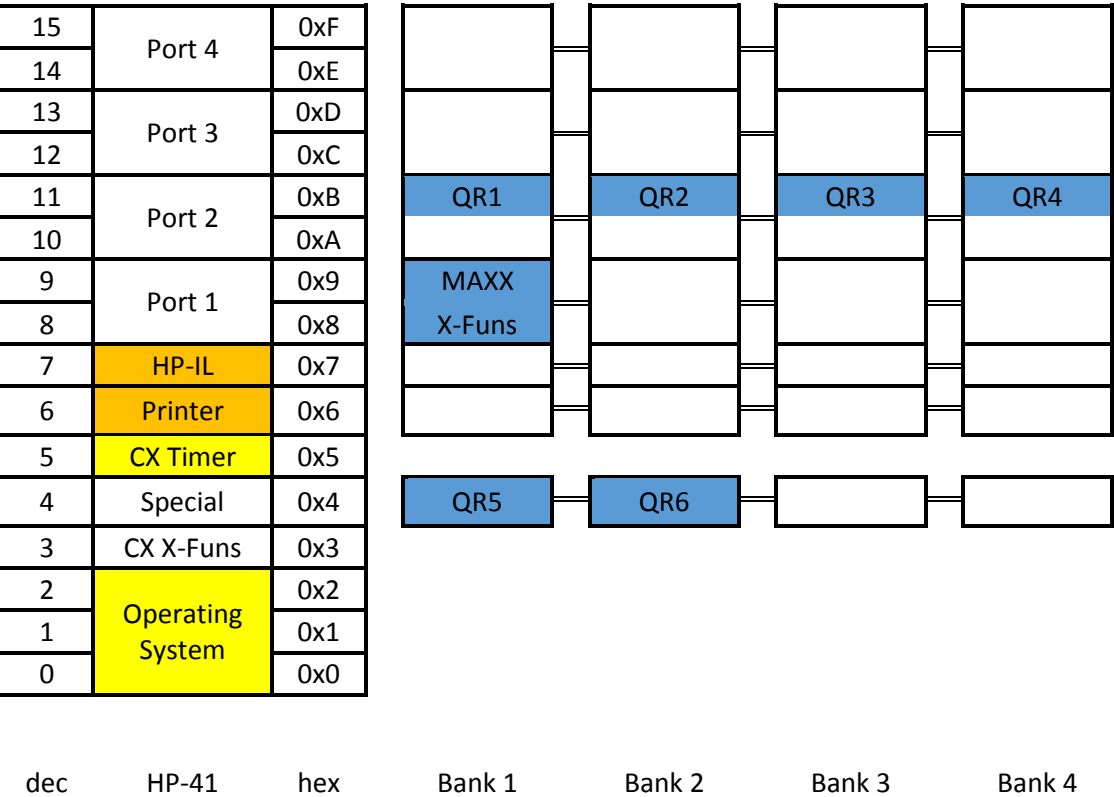 15 Port 4 0xF
14 0xE
13 Port 3 0xD
12 0xC
11 Port 2 0xB QR1 QR2 QR3 QR4
10 0xA
9 Port 1 0x9 MAXX
8 0x8 X-Funs
7 HP-IL 0x7
6 Printer 0x6
5 CX Timer 0x5
4 Special 0x4 QR5 QR6
3 CX X-Funs 0x3
2 Operating 0x2
1 System 0x1
0 0x0
dec HP-41 hex Bank 1 Bank 2 Bank 3 Bank 4